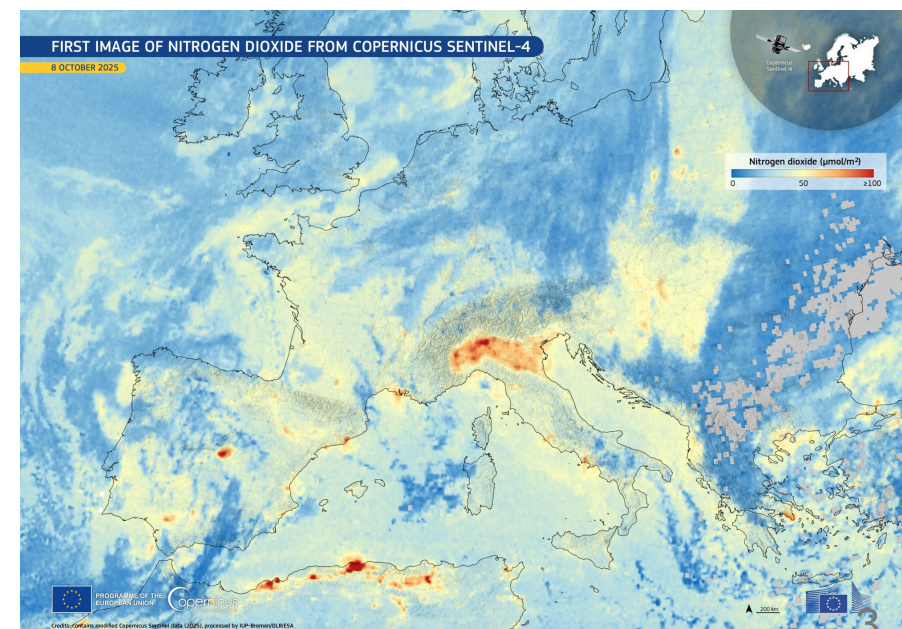 FIRST IMAGE OF NITROGEN DIOXIDE FROM COPERNICUS SENTINEL-4
8 OCTOBER 2025
Copernicus
Sentinel-4
Nitrogen dioxide (µmol/m²)
0 50 ≥100
PROGRAMME OF THE
EUROPEAN UNION
Copernicus
200 km
3
Credits: contains modified Copernicus Sentinel data (2025), processed by IUP-Bremen/DLR/ESA